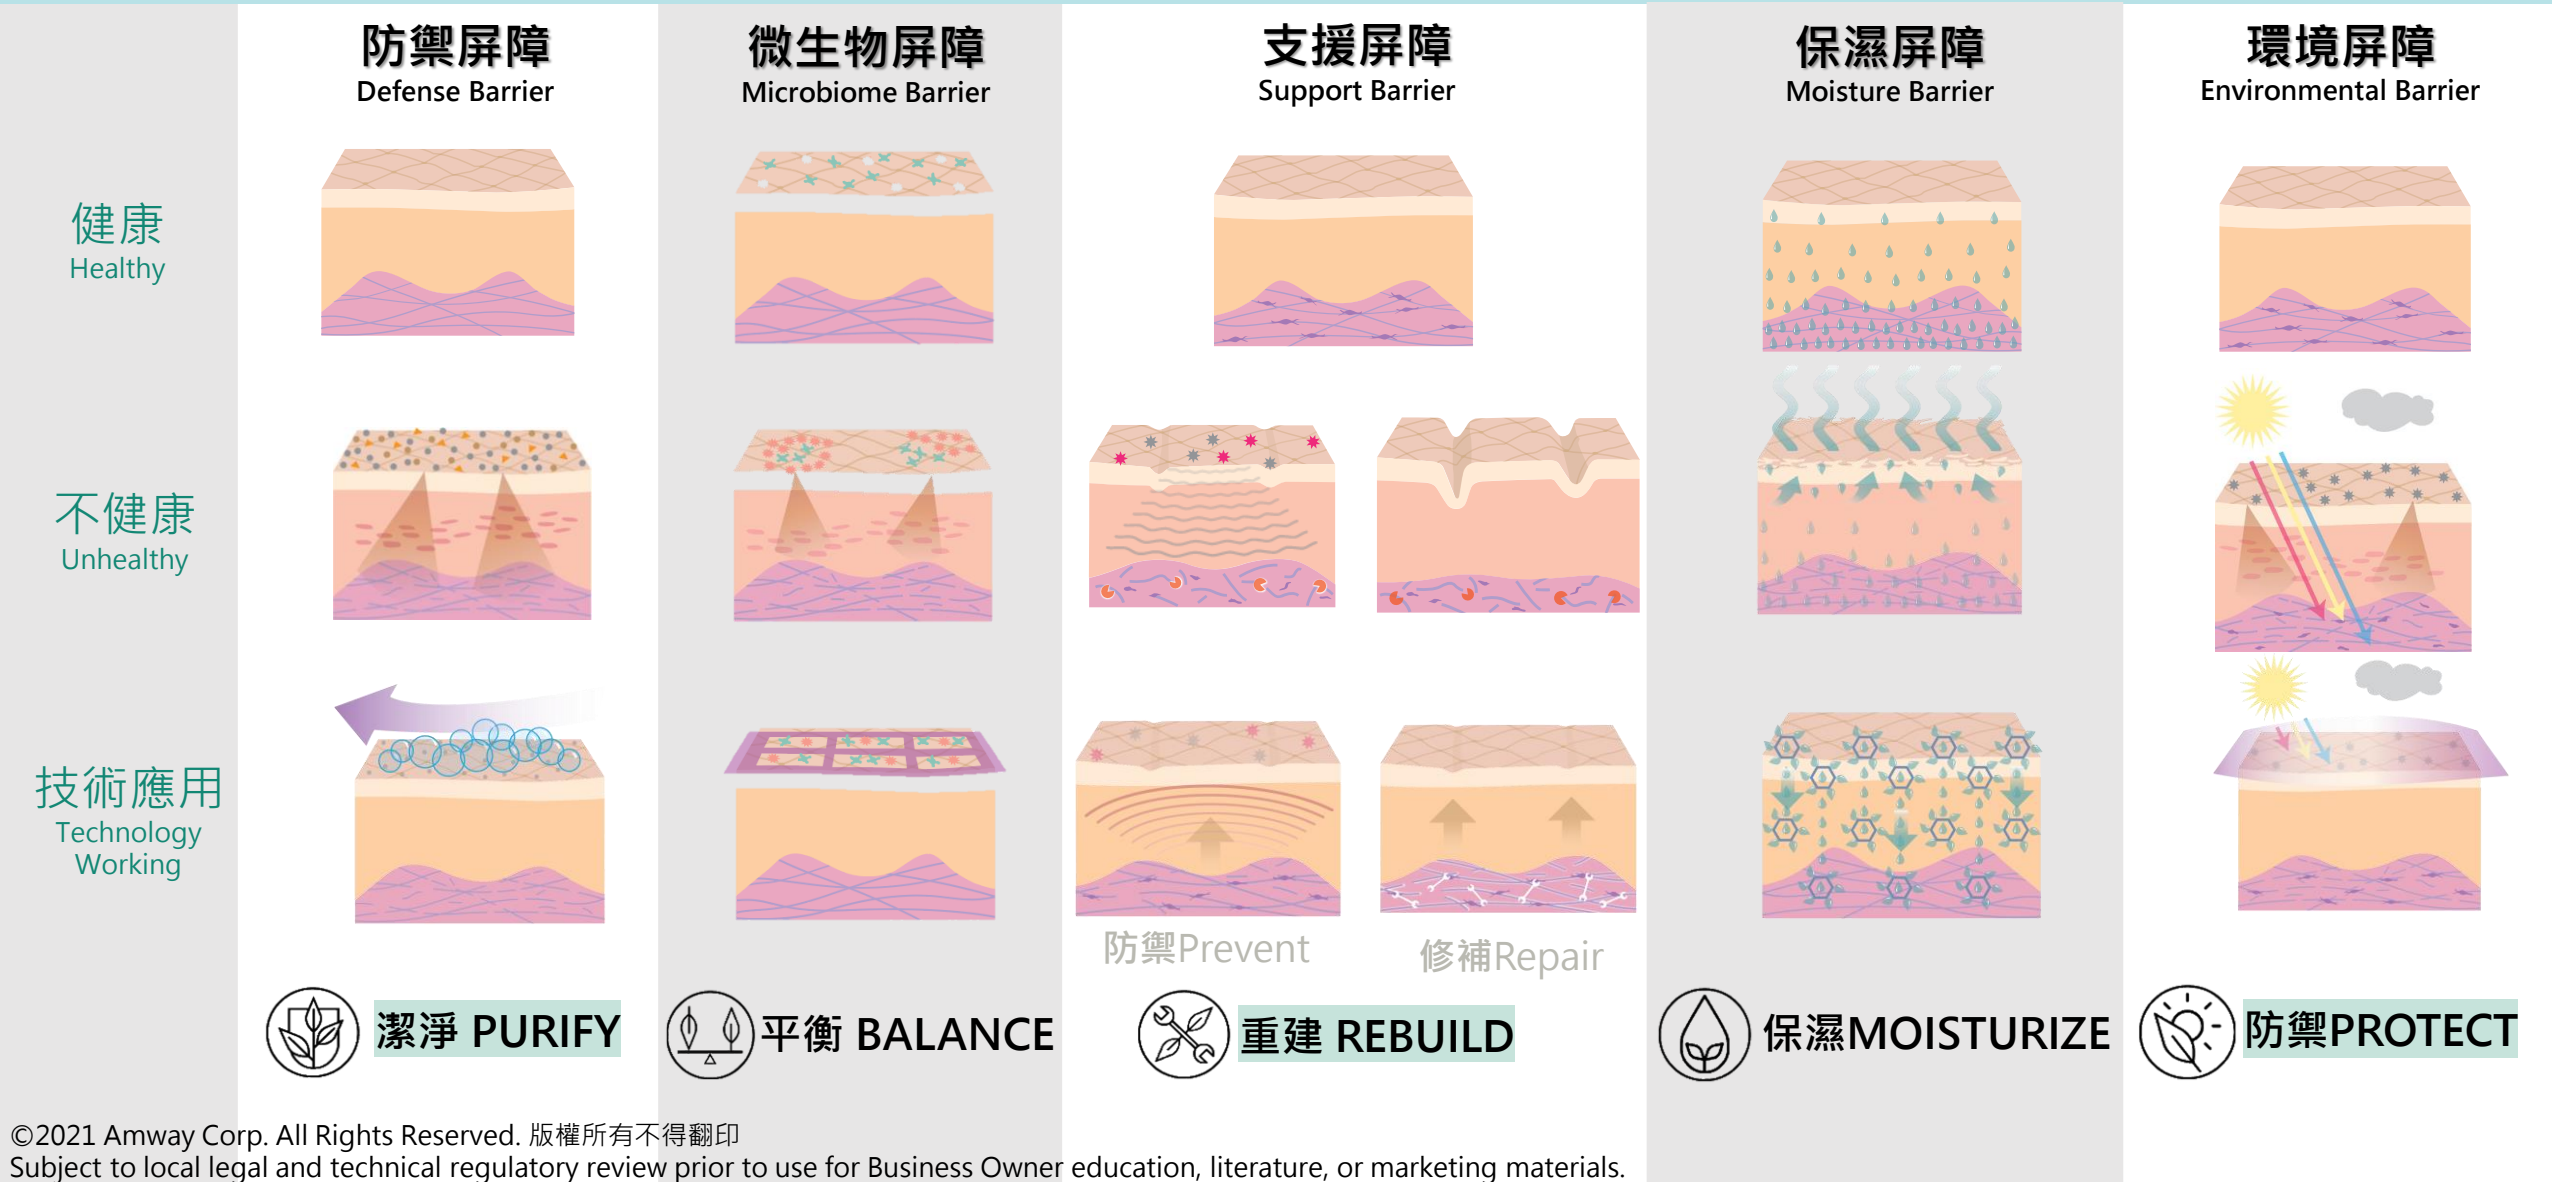 防禦屏障
Defense Barrier
微生物屏障
Microbiome Barrier
支援屏障
Support Barrier
保濕屏障
Moisture Barrier
環境屏障
Environmental Barrier
健康
Healthy
不健康
Unhealthy
技術應用
Technology
Working
防禦Prevent
修補Repair
潔淨 PURIFY
平衡 BALANCE
重建 REBUILD
保濕MOISTURIZE
防禦PROTECT
©2021 Amway Corp. All Rights Reserved. 版權所有不得翻印
Subject to local legal and technical regulatory review prior to use for Business Owner education, literature, or marketing materials.